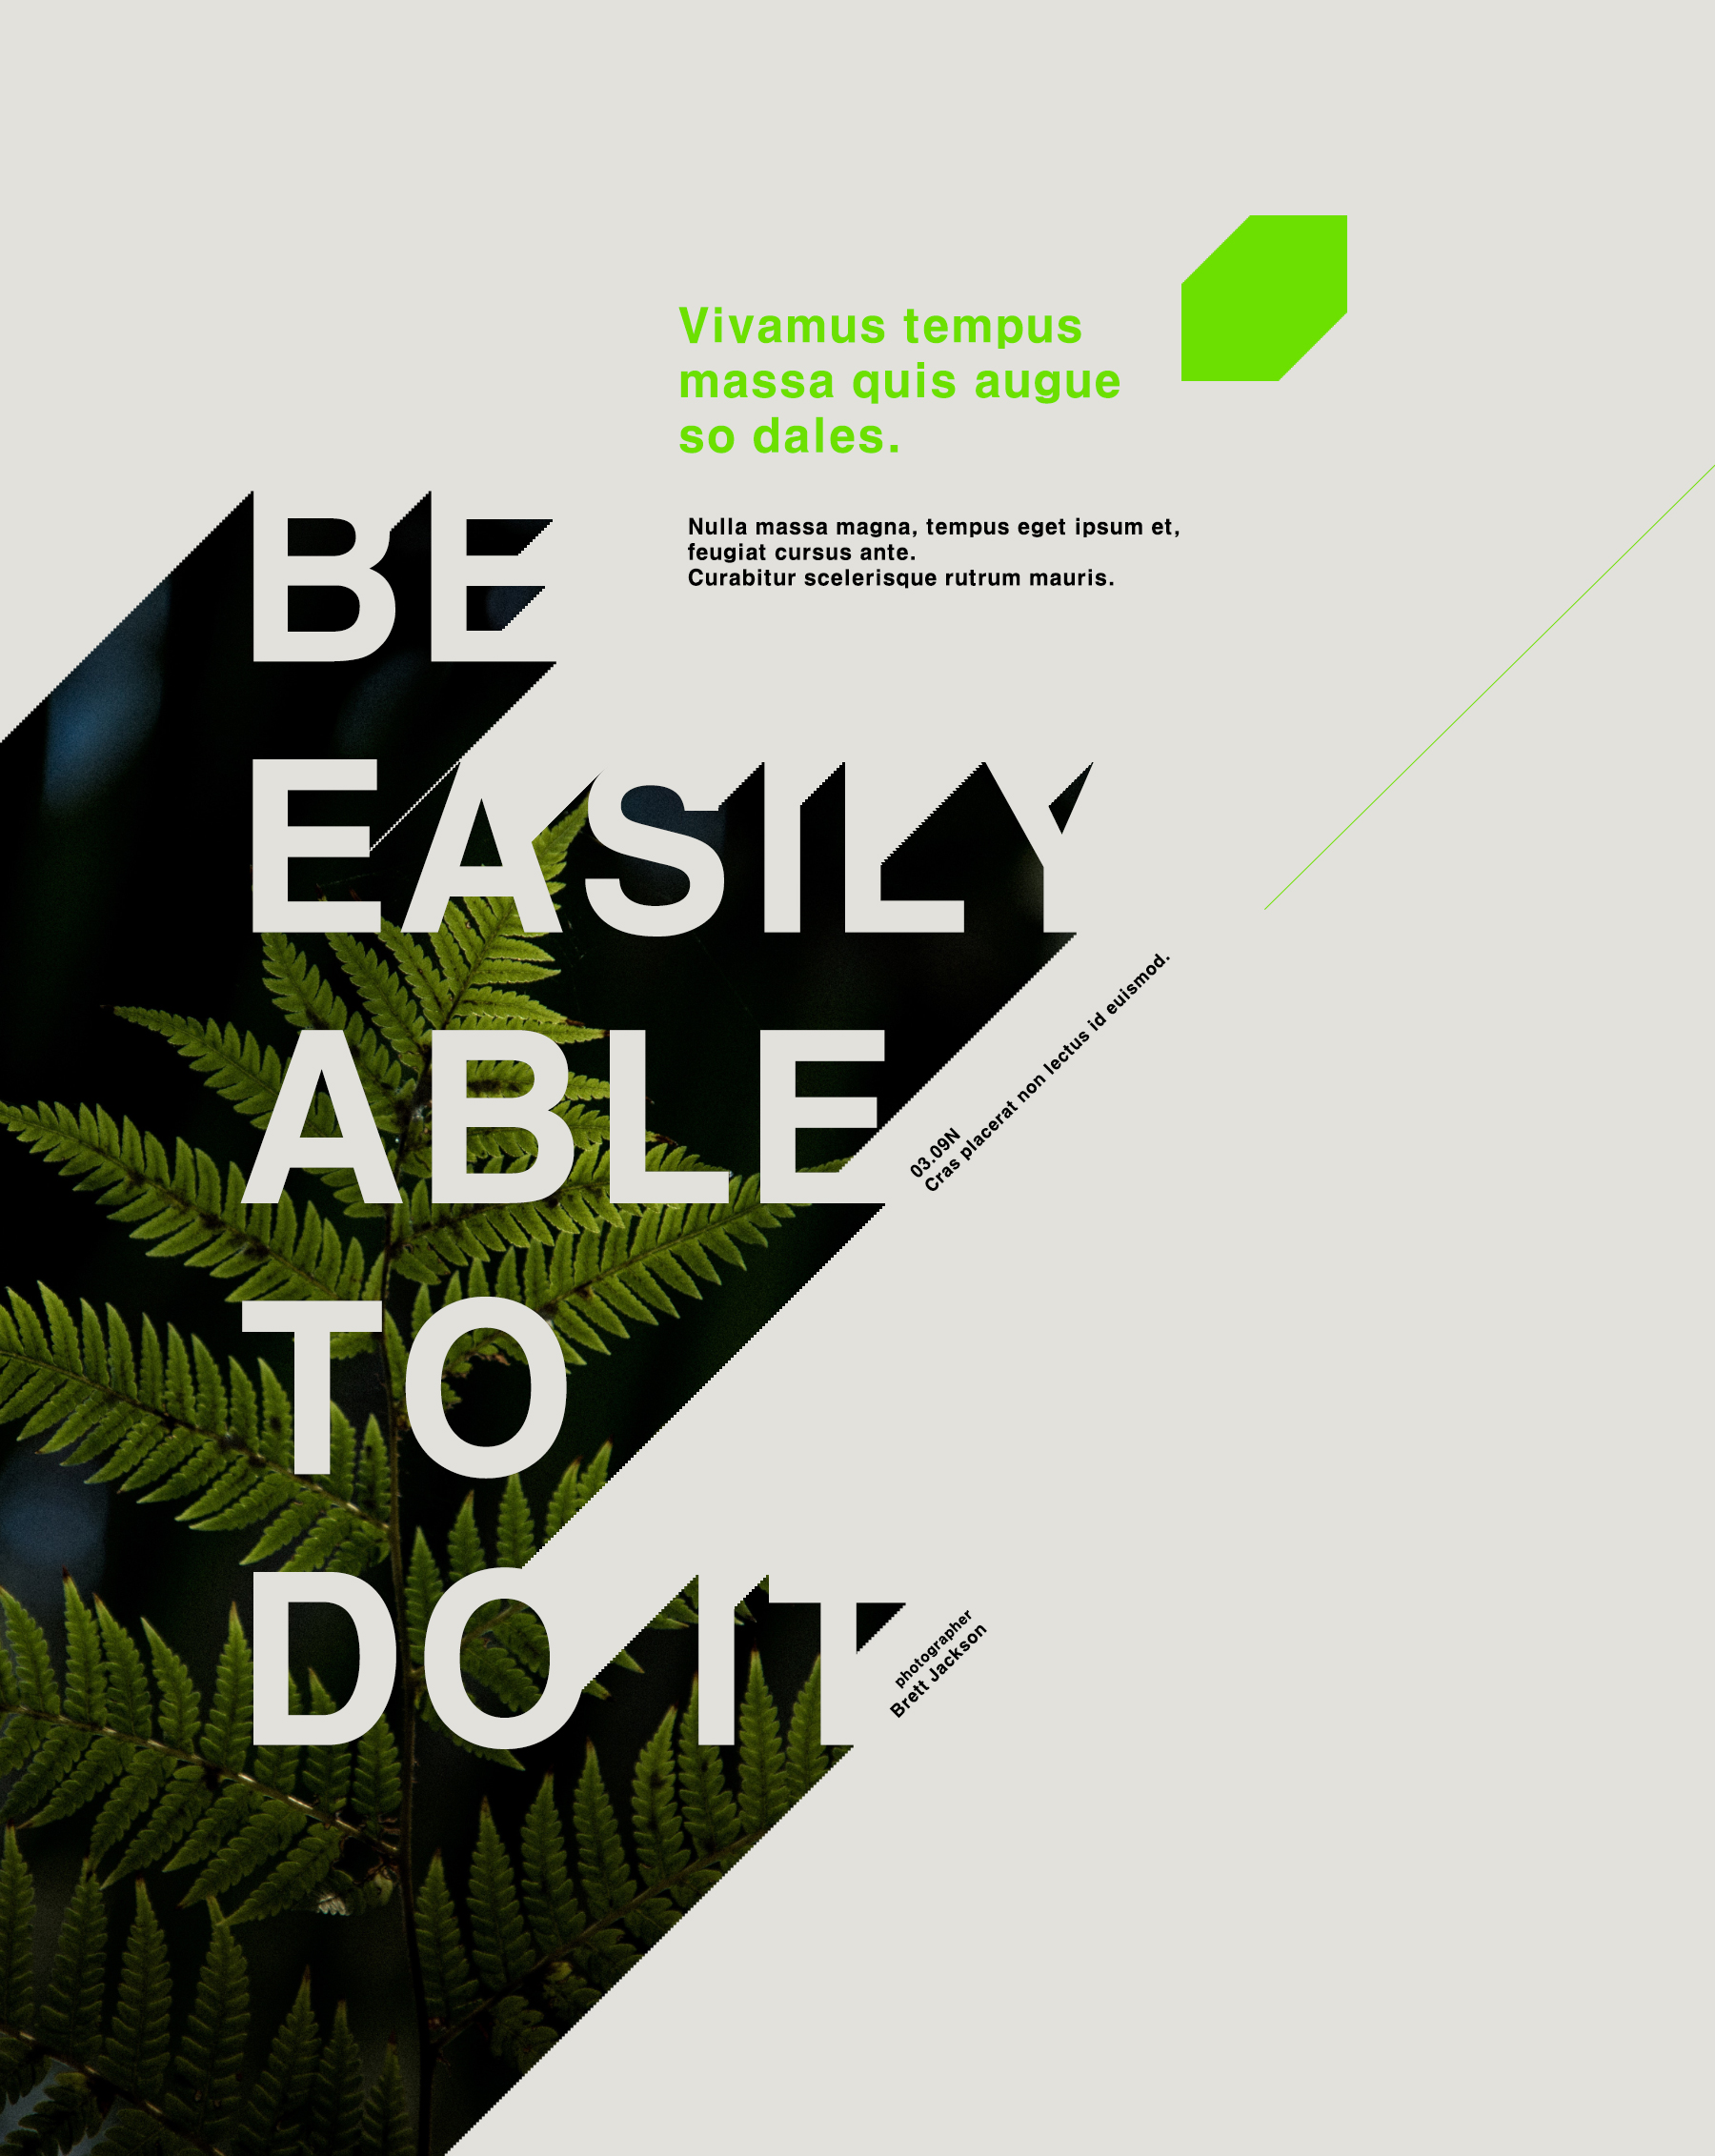 Vivamus tempus
massa quis augue
so dales.
Nulla massa magna, tempus eget ipsum et,
feugiat cursus ante.
Curabitur scelerisque rutrum mauris.
BE
EASILY
ABLE
TO
DO IT
03.09N
Cras placerat non lectus id euismod.
photographer
Brett Jackson